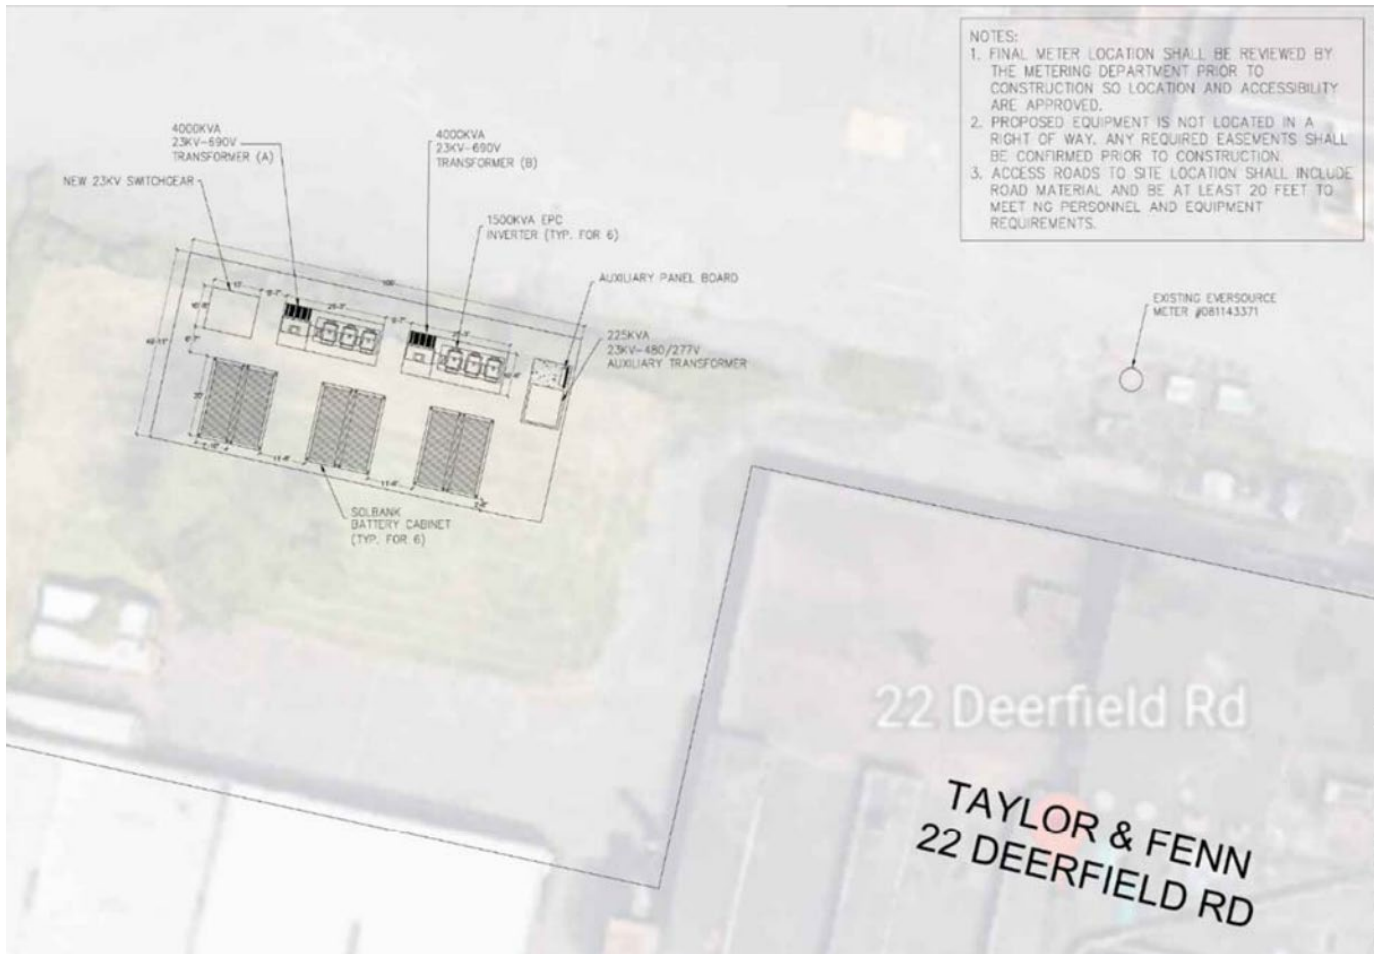 NOTES:
1. FINAL METER LOCATION SHALL BE REVIEWED BY
THE METERING DEPARTMENT PRIOR TO
CONSTRUCTION SO LOCATION AND ACCESSIBILITY
ARE APPROVED.
2. PROPOSED EQUIPMENT IS NOT LOCATED IN A
RIGHT OF WAY. ANY REQUIRED EASEMENTS SHALL
BE CONFIRMED PRIOR TO CONSTRUCTION.
3. ACCESS ROADS TO SITE LOCATION SHALL INCLUDE
ROAD MATERIAL AND BE AT LEAST 20 FEET TO
MEET NG PERSONNEL AND EQUIPMENT
REQUIREMENTS.
4000KVA
23KV-690V
TRANSFORMER (A)
4000KVA
23KV-690V
TRANSFORMER (B)
NEW 23KV SWITCHGEAR
1500KVA EPC
INVERTER (TYP. FOR 6)
AUXILIARY PANEL BOARD
225KVA
23KV-480/277V
AUXILIARY TRANSFORMER
EXISTING EVERSOURCE
METER #081143371
11'-6"
11'-6"
SOLBANK
BATTERY CABINET
(TYP. FOR 6)
22 Deerfield Rd
TAYLOR & FENN
22 DEERFIELD RD